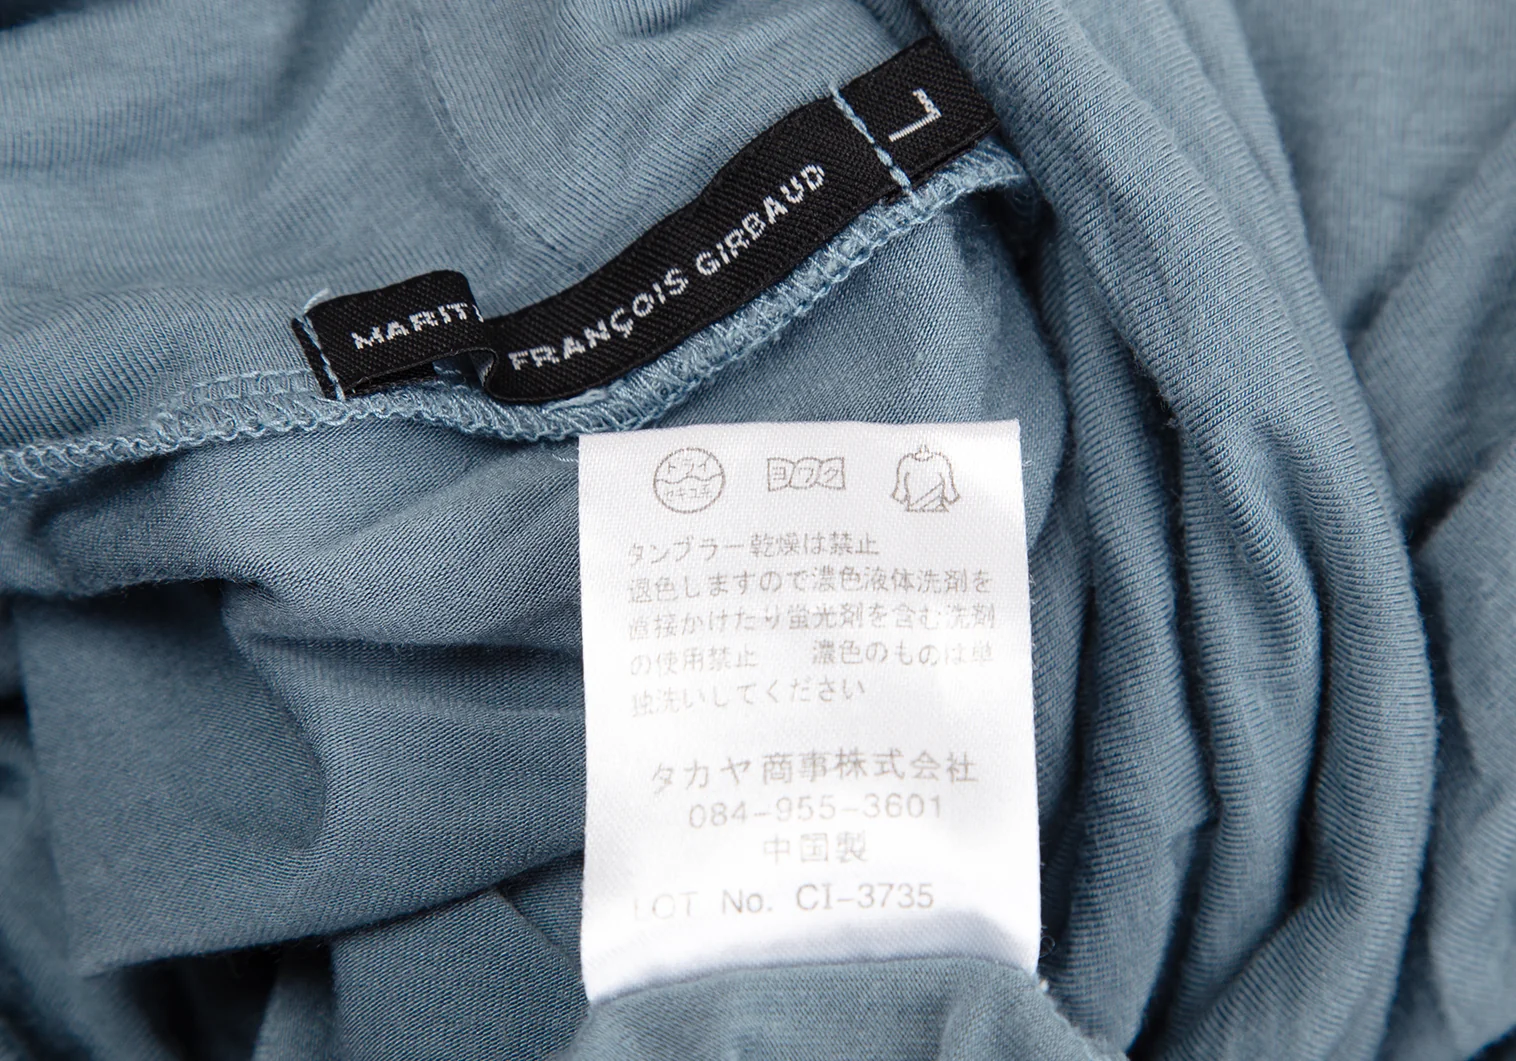 L
MARIT
FRANÇOIS GIRBAUD
ドライ
セキユ系
ヨワク
タンブラー乾燥は禁止
退色しますので濃色液体洗剤を
直接かけたり蛍光剤を含む洗剤
の使用禁止　濃色のものは単
独洗いしてください
タカヤ商事株式会社
084-955-3601
中国製
LOT No. CI-3735